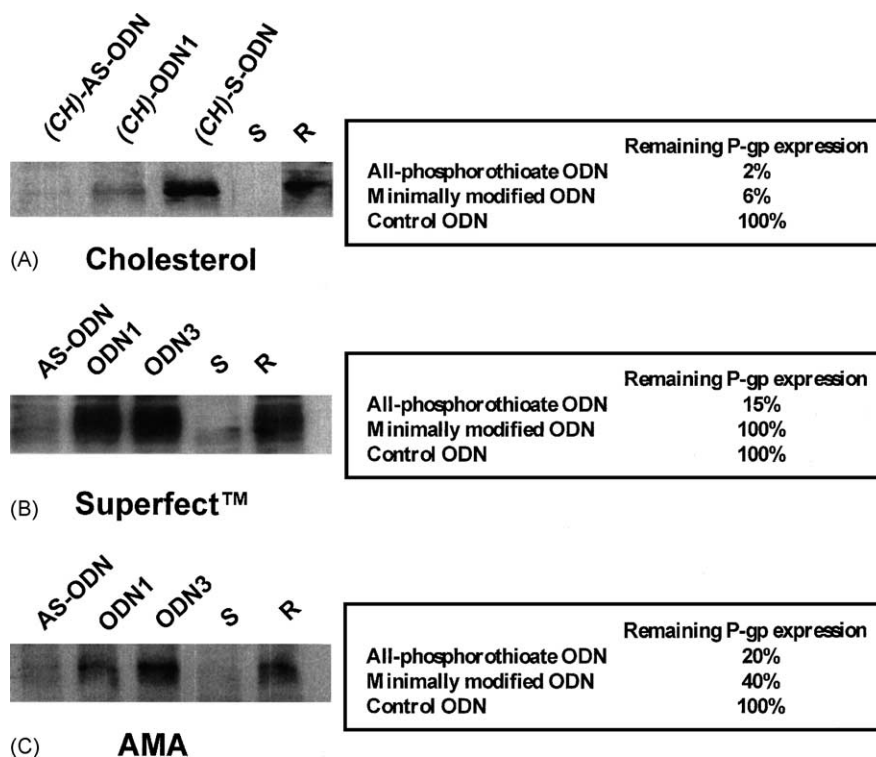 (CH)-AS-ODN
(CH)-ODN1
(CH)-S-ODN
S
R
Remaining P-gp expression
All-phosphorothioate ODN 2%
Minimally modified ODN 6%
Control ODN 100%
(A) Cholesterol
AS-ODN
ODN1
ODN3
S
R
Remaining P-gp expression
All-phosphorothioate ODN 15%
Minimally modified ODN 100%
Control ODN 100%
(B) Superfect™
AS-ODN
ODN1
ODN3
S
R
Remaining P-gp expression
All-phosphorothioate ODN 20%
Minimally modified ODN 40%
Control ODN 100%
(C) AMA